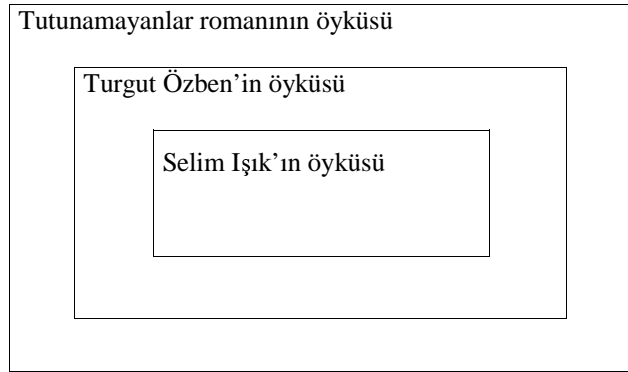 Tutunamayanlar romanının öyküsü
Turgut Özben’in öyküsü
Selim Işık’ın öyküsü